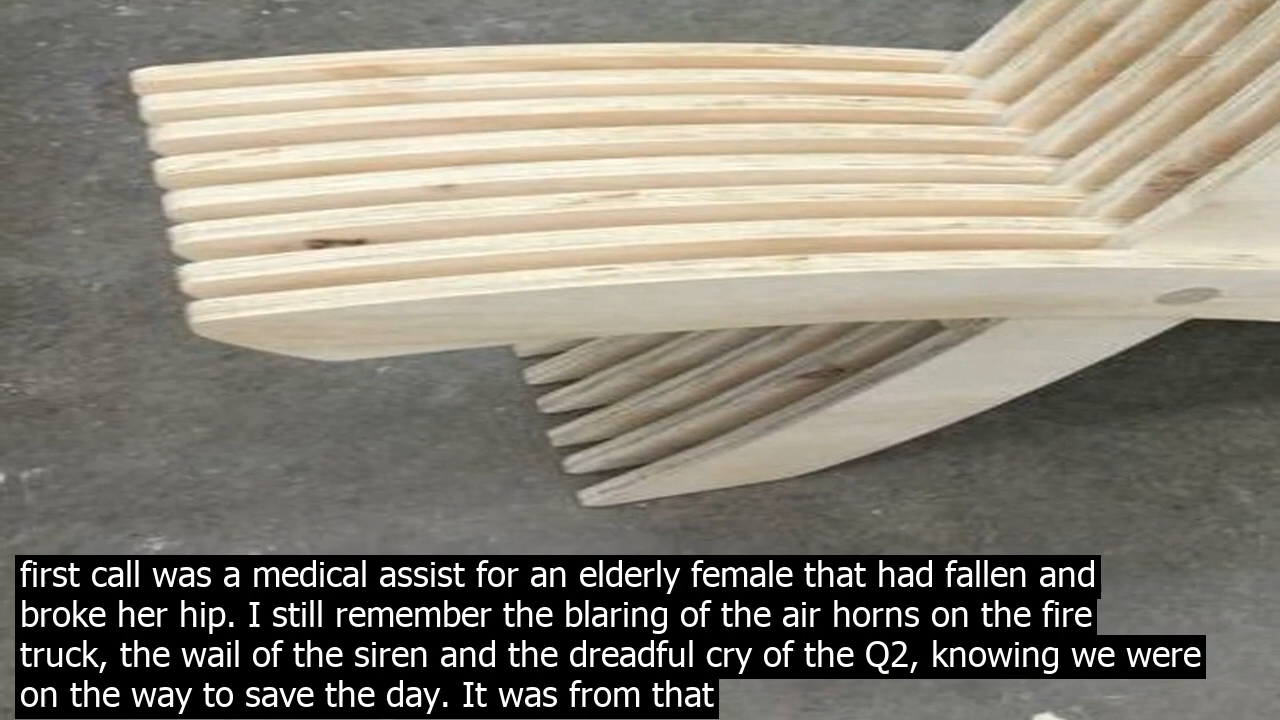 first call was a medical assist for an elderly female that had fallen and
broke her hip. I still remember the blaring of the air horns on the fire
truck, the wail of the siren and the dreadful cry of the Q2, knowing we were
on the way to save the day. It was from that